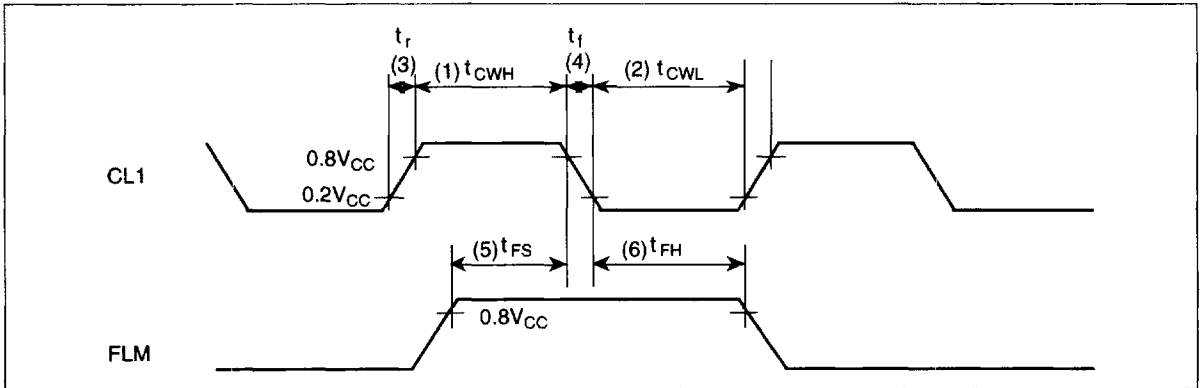 tr
(3)
tf
(4)
(1) tCWH
(2) tCWL
CL1
0.8VCC
0.2VCC
(5) tFS
(6) tFH
0.8VCC
FLM